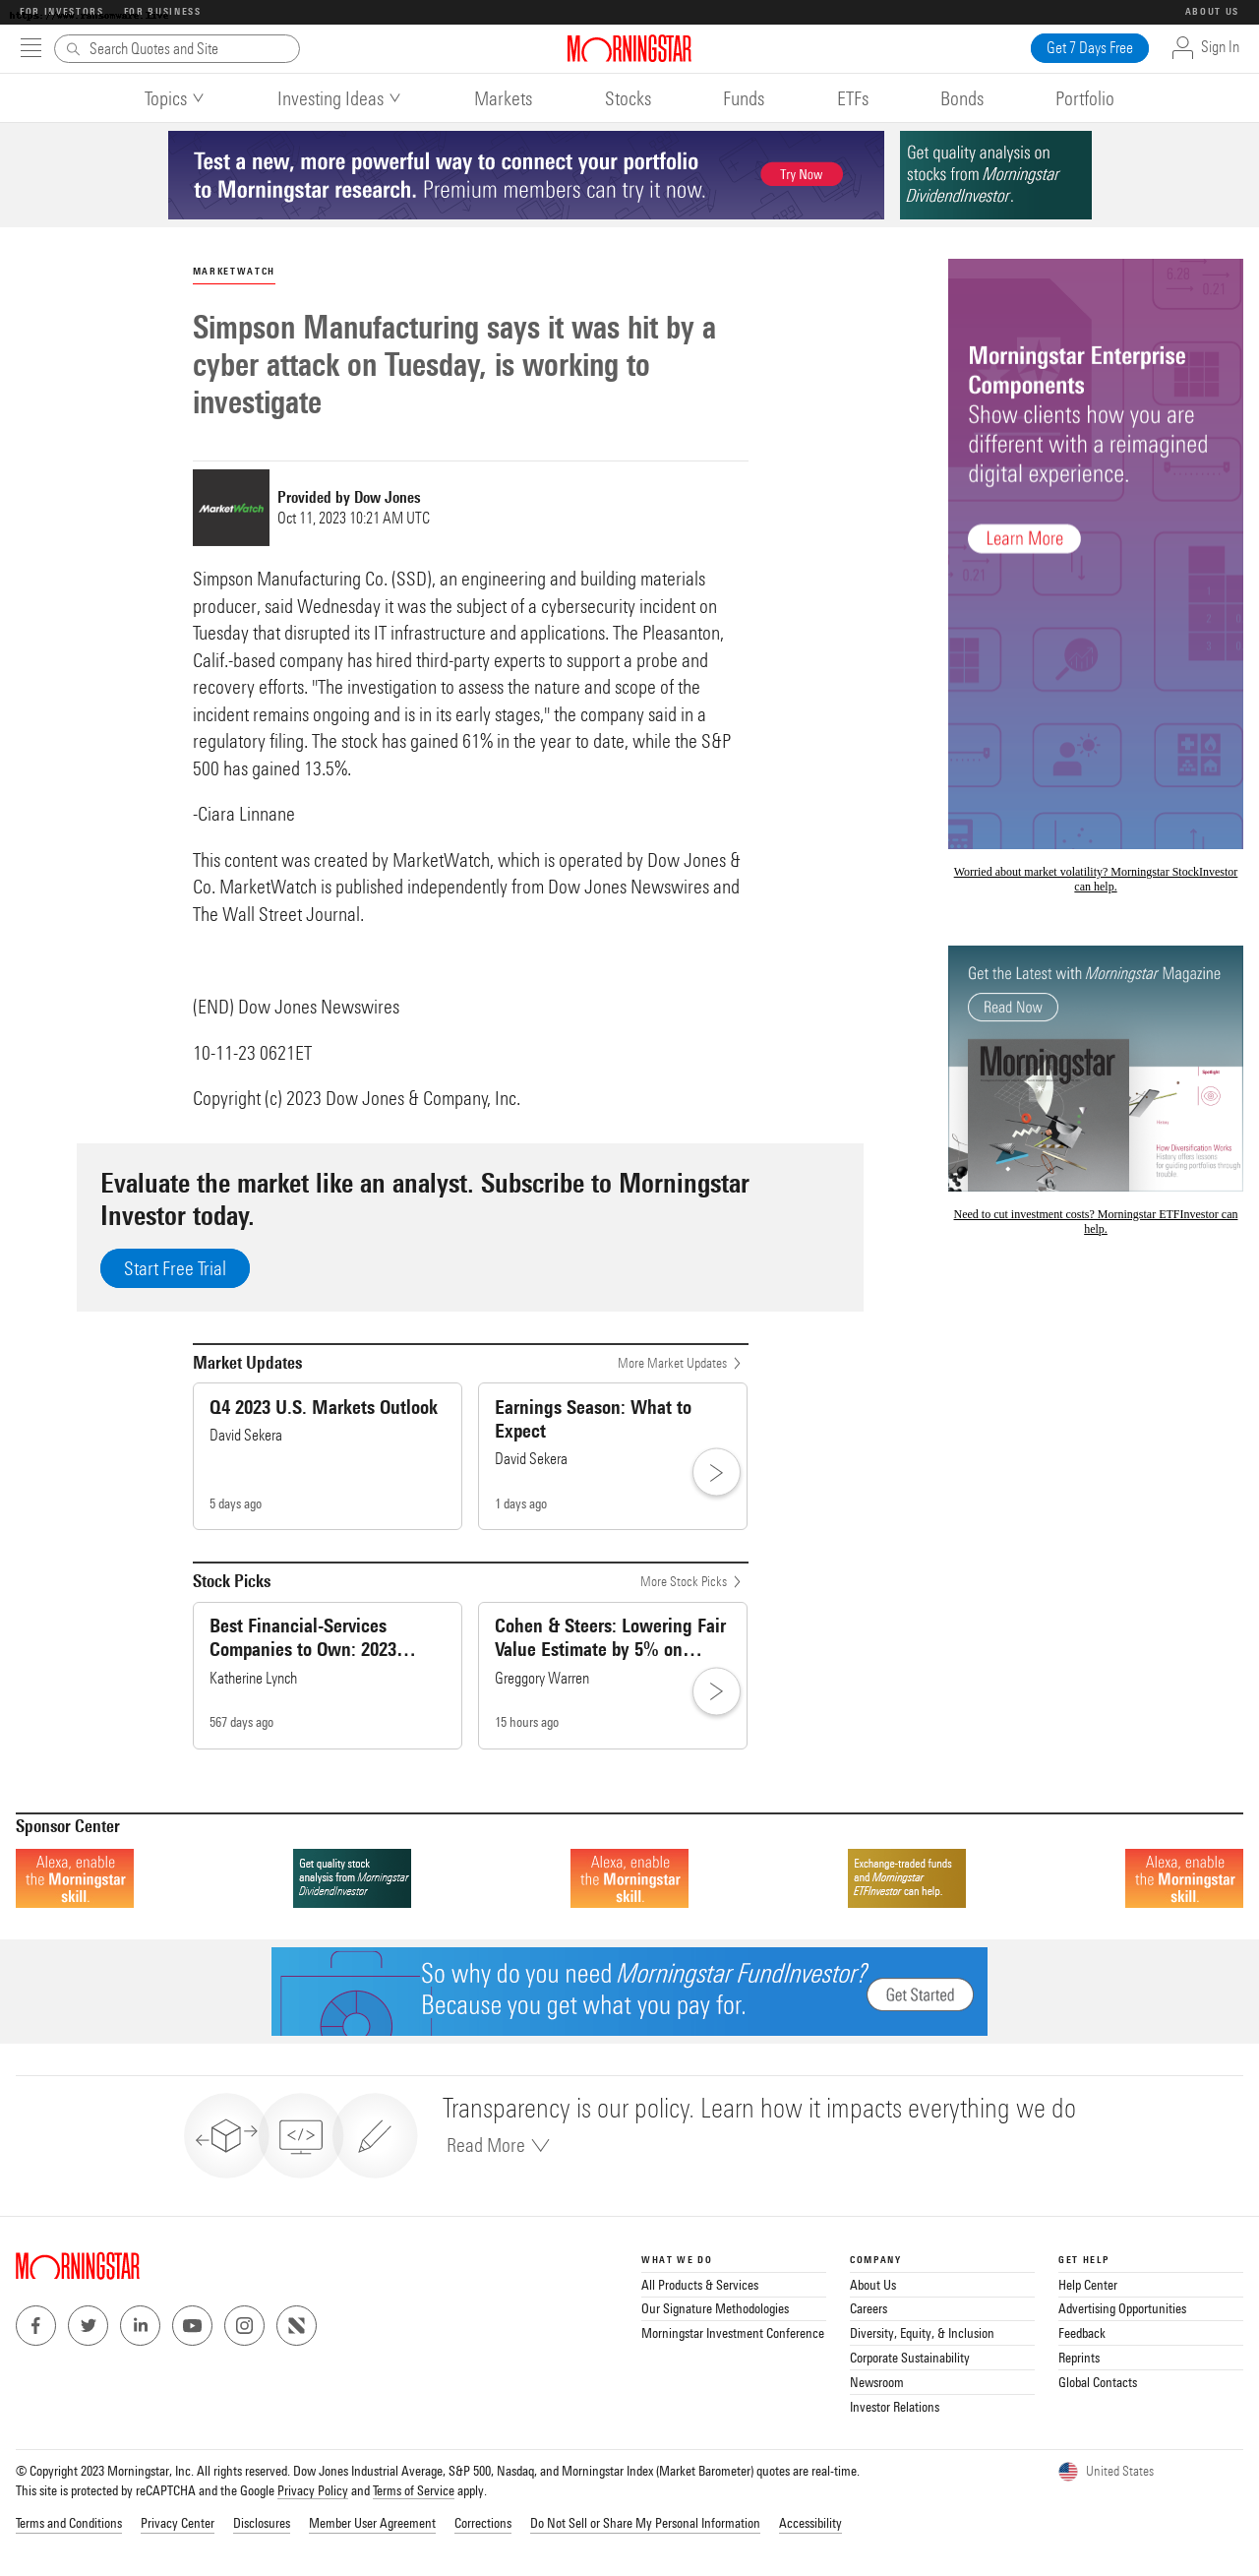 FOR INVESTORS FOR BUSINESS ABOUT US
https://www.ransomware.live
Search Quotes and Site MORNINGSTAR Get 7 Days Free Sign In
Topics Investing Ideas Markets Stocks Funds ETFs Bonds Portfolio
Test a new, more powerful way to connect your portfolio
to Morningstar research. Premium members can try it now.
Try Now
Get quality analysis on
stocks from Morningstar
DividendInvestor.
MARKETWATCH
Simpson Manufacturing says it was hit by a
cyber attack on Tuesday, is working to
investigate
MarketWatch
Provided by Dow Jones
Oct 11, 2023 10:21 AM UTC
Simpson Manufacturing Co. (SSD), an engineering and building materials
producer, said Wednesday it was the subject of a cybersecurity incident on
Tuesday that disrupted its IT infrastructure and applications. The Pleasanton,
Calif.-based company has hired third-party experts to support a probe and
recovery efforts. "The investigation to assess the nature and scope of the
incident remains ongoing and is in its early stages," the company said in a
regulatory filing. The stock has gained 61% in the year to date, while the S&P
500 has gained 13.5%.
-Ciara Linnane
This content was created by MarketWatch, which is operated by Dow Jones &
Co. MarketWatch is published independently from Dow Jones Newswires and
The Wall Street Journal.
(END) Dow Jones Newswires
10-11-23 0621ET
Copyright (c) 2023 Dow Jones & Company, Inc.
6.28
0.21
Morningstar Enterprise
Components
Show clients how you are
different with a reimagined
digital experience.
Learn More
0.21
1
2
3
Worried about market volatility? Morningstar StockInvestor
can help.
Get the Latest with Morningstar Magazine
Read Now
Morningstar
Spotlight
How Diversification Works
History offers lessons
for guiding portfolios through
trouble.
Need to cut investment costs? Morningstar ETFInvestor can
help.
Evaluate the market like an analyst. Subscribe to Morningstar
Investor today.
Start Free Trial
Market Updates More Market Updates
Q4 2023 U.S. Markets Outlook
David Sekera
5 days ago
Earnings Season: What to
Expect
David Sekera
1 days ago
Stock Picks More Stock Picks
Best Financial-Services
Companies to Own: 2023…
Katherine Lynch
567 days ago
Cohen & Steers: Lowering Fair
Value Estimate by 5% on…
Greggory Warren
15 hours ago
Sponsor Center
Alexa, enable
the Morningstar
skill.
Get quality stock
analysis from Morningstar
DividendInvestor
Alexa, enable
the Morningstar
skill.
Exchange-traded funds
and Morningstar
ETFInvestor can help.
Alexa, enable
the Morningstar
skill.
So why do you need Morningstar FundInvestor?
Because you get what you pay for.
Get Started
Transparency is our policy. Learn how it impacts everything we do
Read More
MORNINGSTAR
WHAT WE DO
All Products & Services
Our Signature Methodologies
Morningstar Investment Conference
COMPANY
About Us
Careers
Diversity, Equity, & Inclusion
Corporate Sustainability
Newsroom
Investor Relations
GET HELP
Help Center
Advertising Opportunities
Feedback
Reprints
Global Contacts
© Copyright 2023 Morningstar, Inc. All rights reserved. Dow Jones Industrial Average, S&P 500, Nasdaq, and Morningstar Index (Market Barometer) quotes are real-time.
This site is protected by reCAPTCHA and the Google Privacy Policy and Terms of Service apply.
United States
Terms and Conditions Privacy Center Disclosures Member User Agreement Corrections Do Not Sell or Share My Personal Information Accessibility